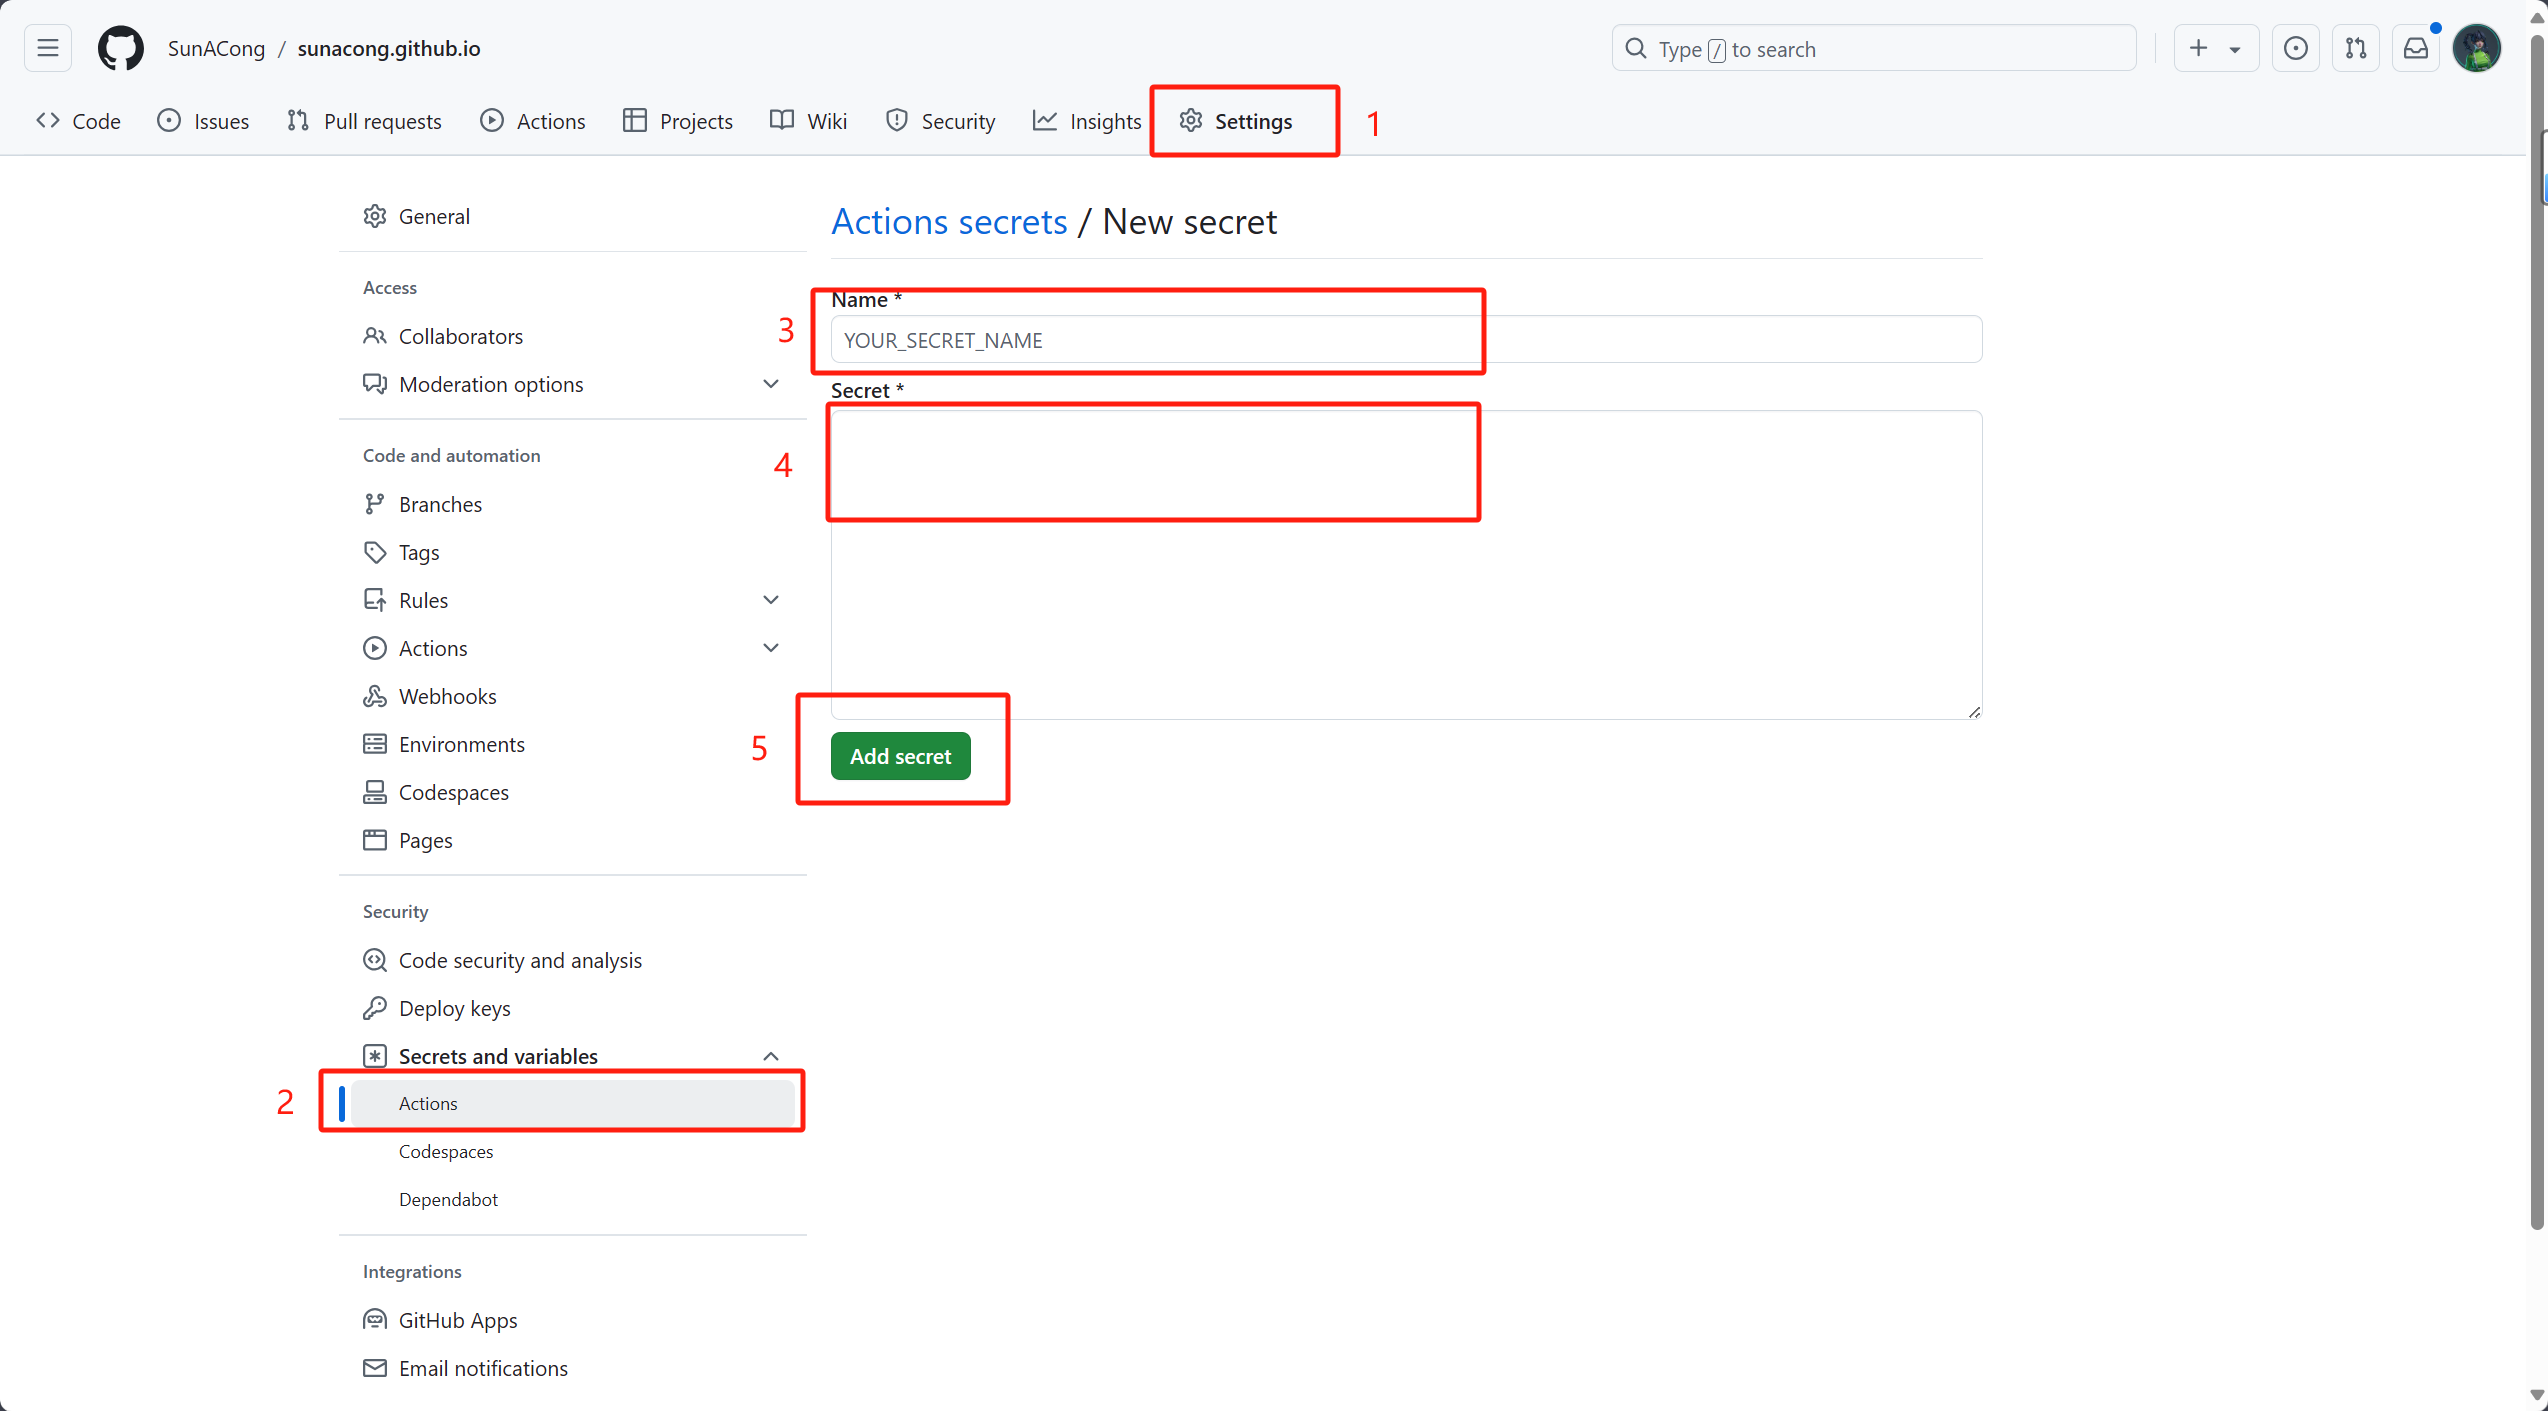 SunACong / sunacong.github.io
Type / to search
Code Issues Pull requests Actions Projects Wiki Security Insights Settings 1
General
Actions secrets / New secret
Access
Collaborators
Moderation options
Code and automation
Branches
Tags
Rules
Actions
Webhooks
Environments
Codespaces
Pages
Security
Code security and analysis
Deploy keys
Secrets and variables
2 Actions
Codespaces
Dependabot
Integrations
GitHub Apps
Email notifications
Name *
3 YOUR_SECRET_NAME
Secret *
4
5 Add secret